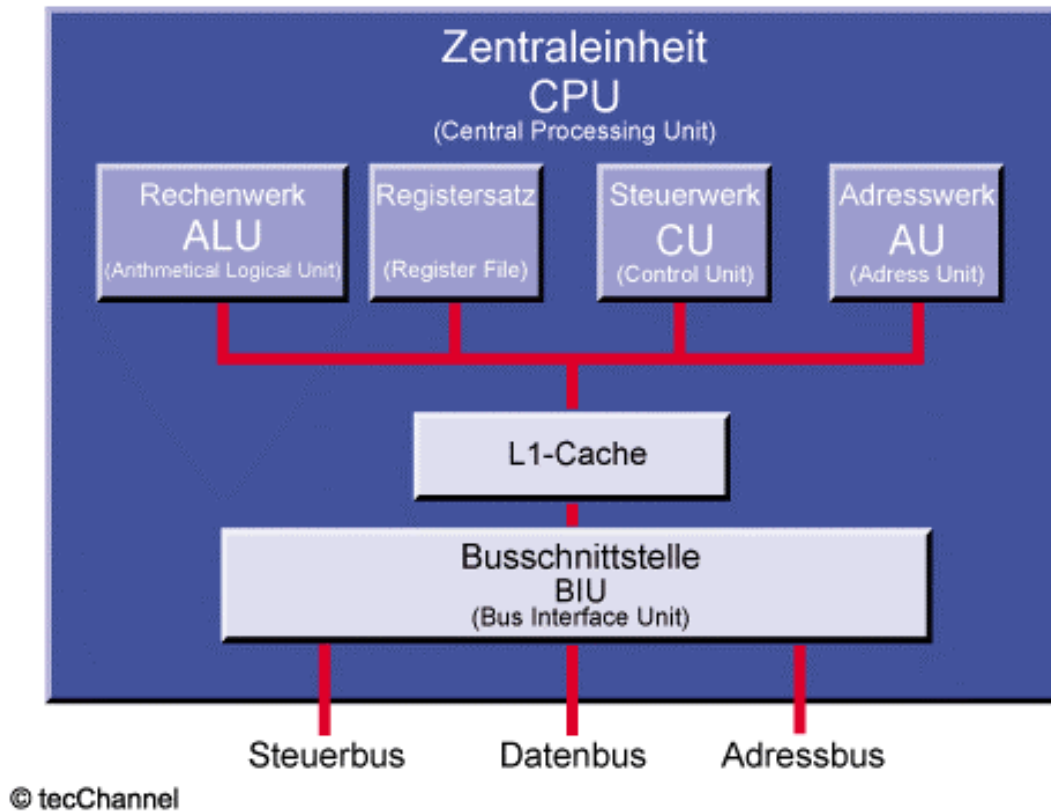 Zentraleinheit
CPU
(Central Processing Unit)
Rechenwerk
ALU
(Arithmetical Logical Unit)
Registersatz
(Register File)
Steuerwerk
CU
(Control Unit)
Adresswerk
AU
(Adress Unit)
L1-Cache
Busschnittstelle
BIU
(Bus Interface Unit)
Steuerbus
Datenbus
Adressbus
© tecChannel